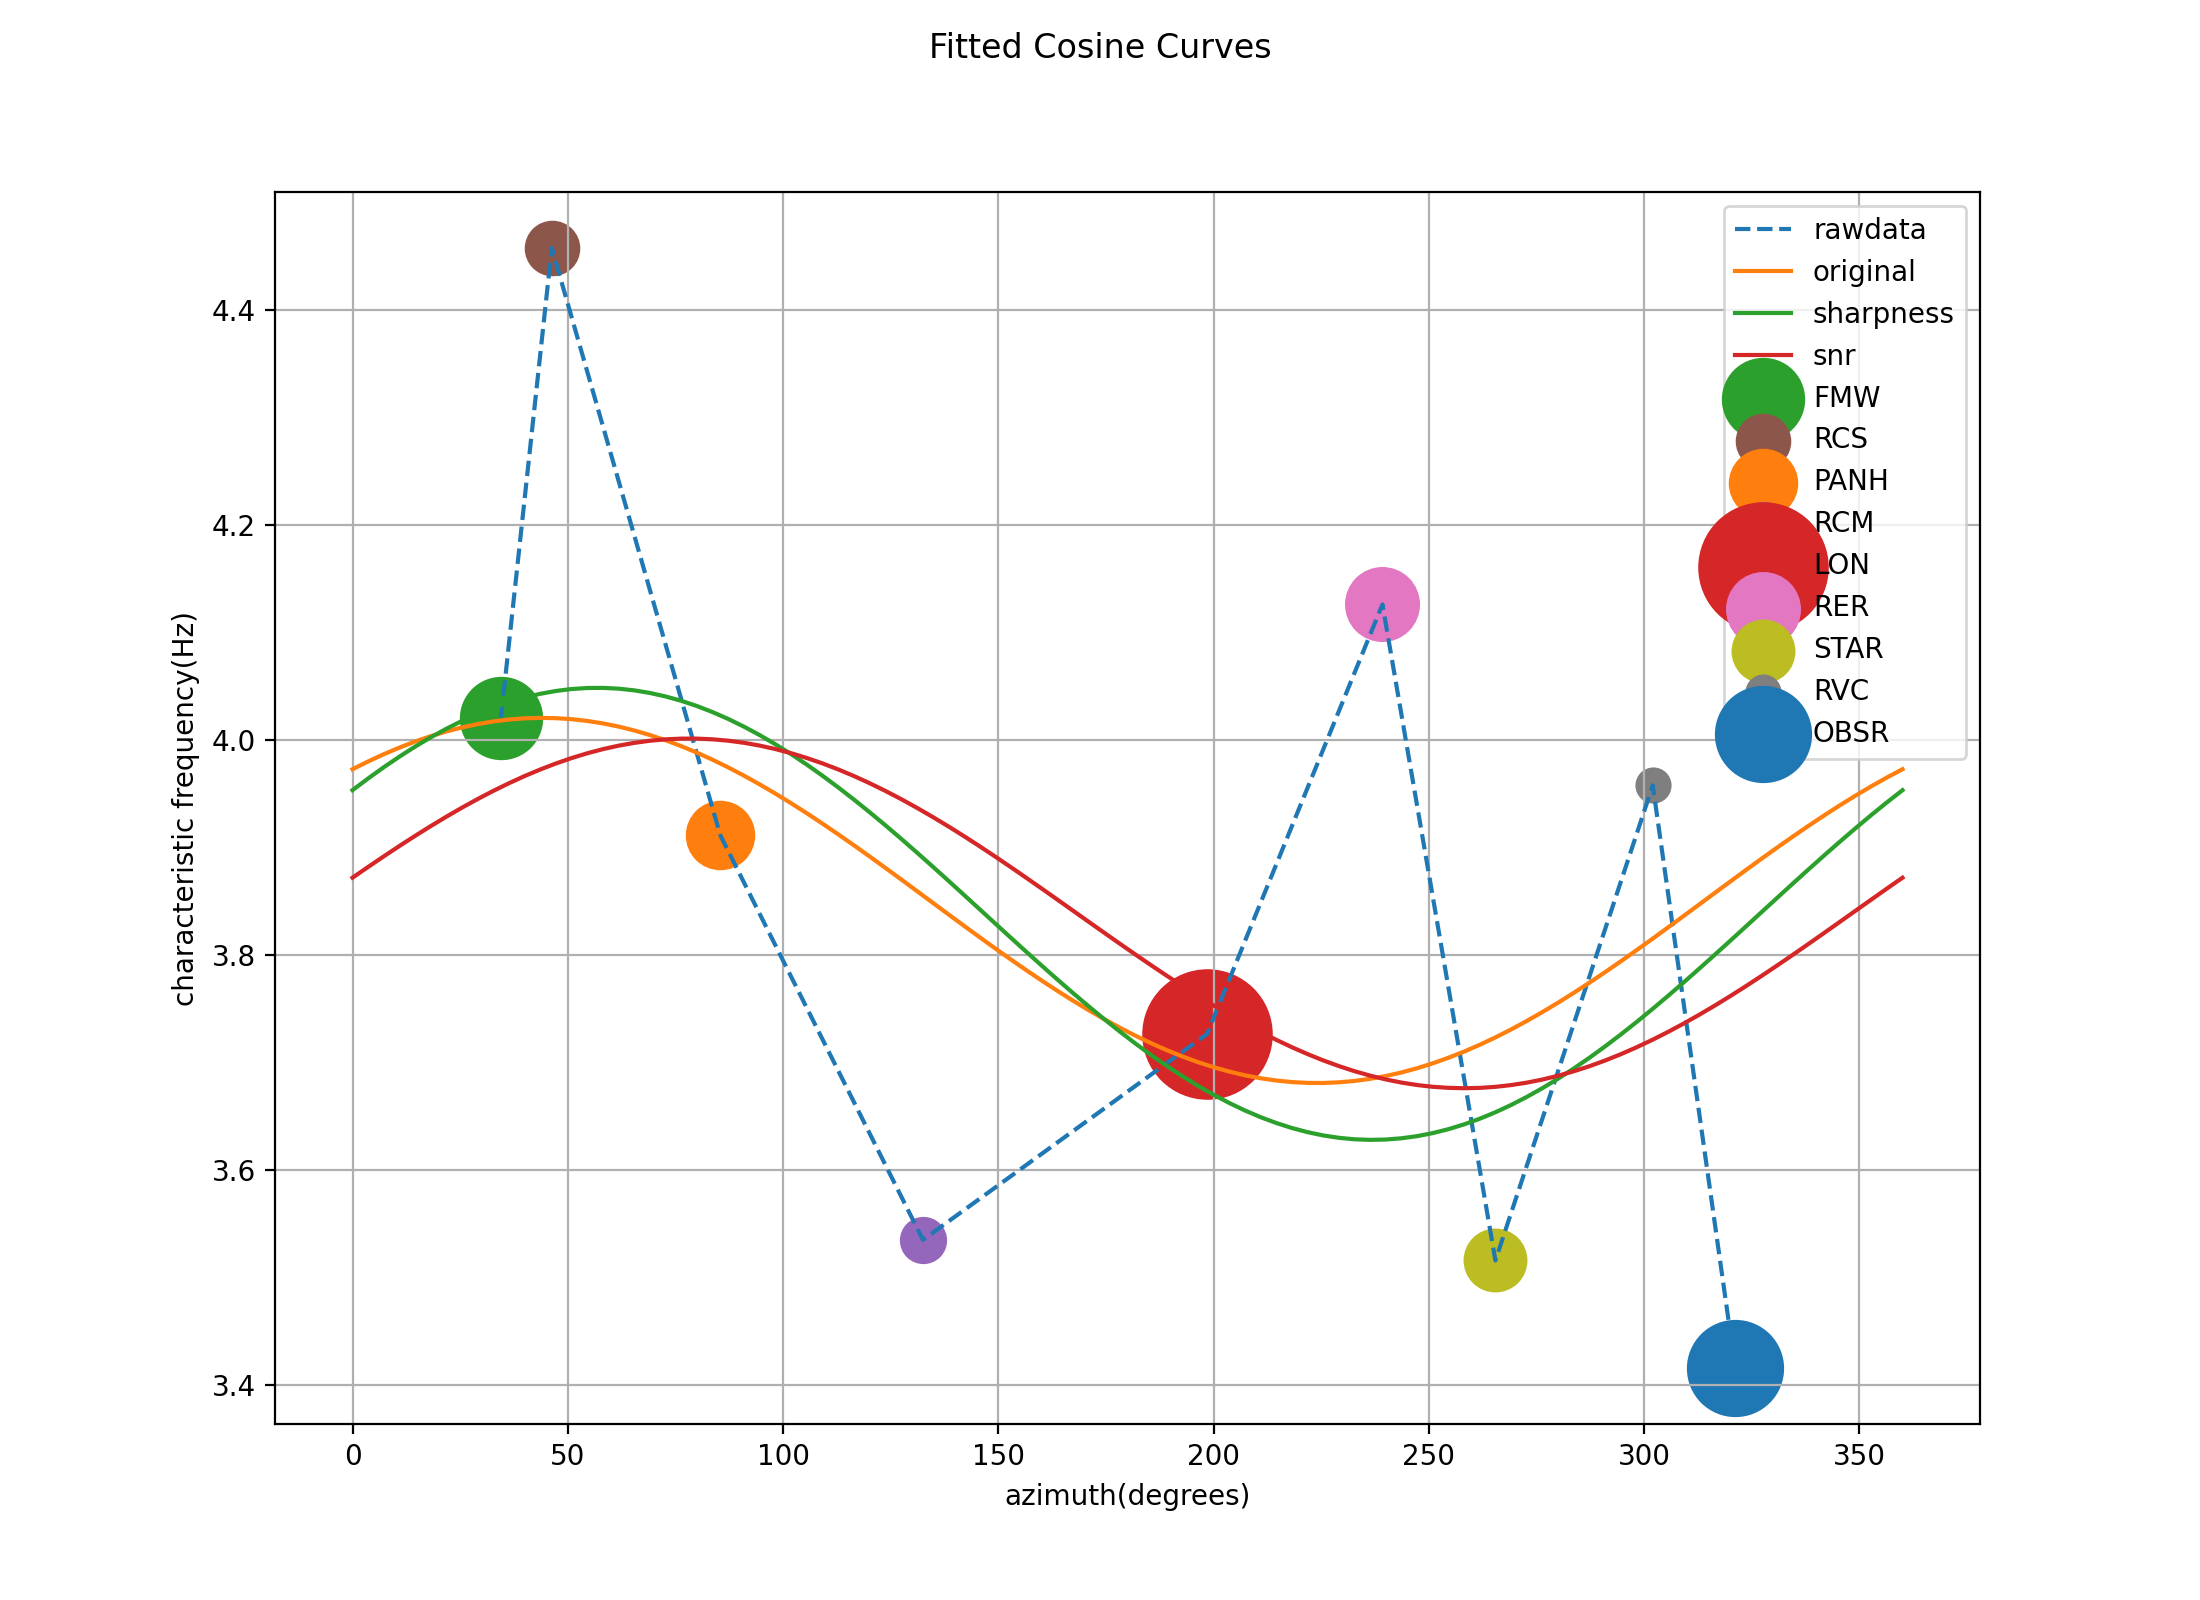 Fitted Cosine Curves
rawdata
original
sharpness
snr
FMW
RCS
PANH
RCM
LON
RER
STAR
RVC
OBSR
4.4
4.2
4.0
3.8
3.6
3.4
characteristic frequency(Hz)
0 50 100 150 200 250 300 350
azimuth(degrees)